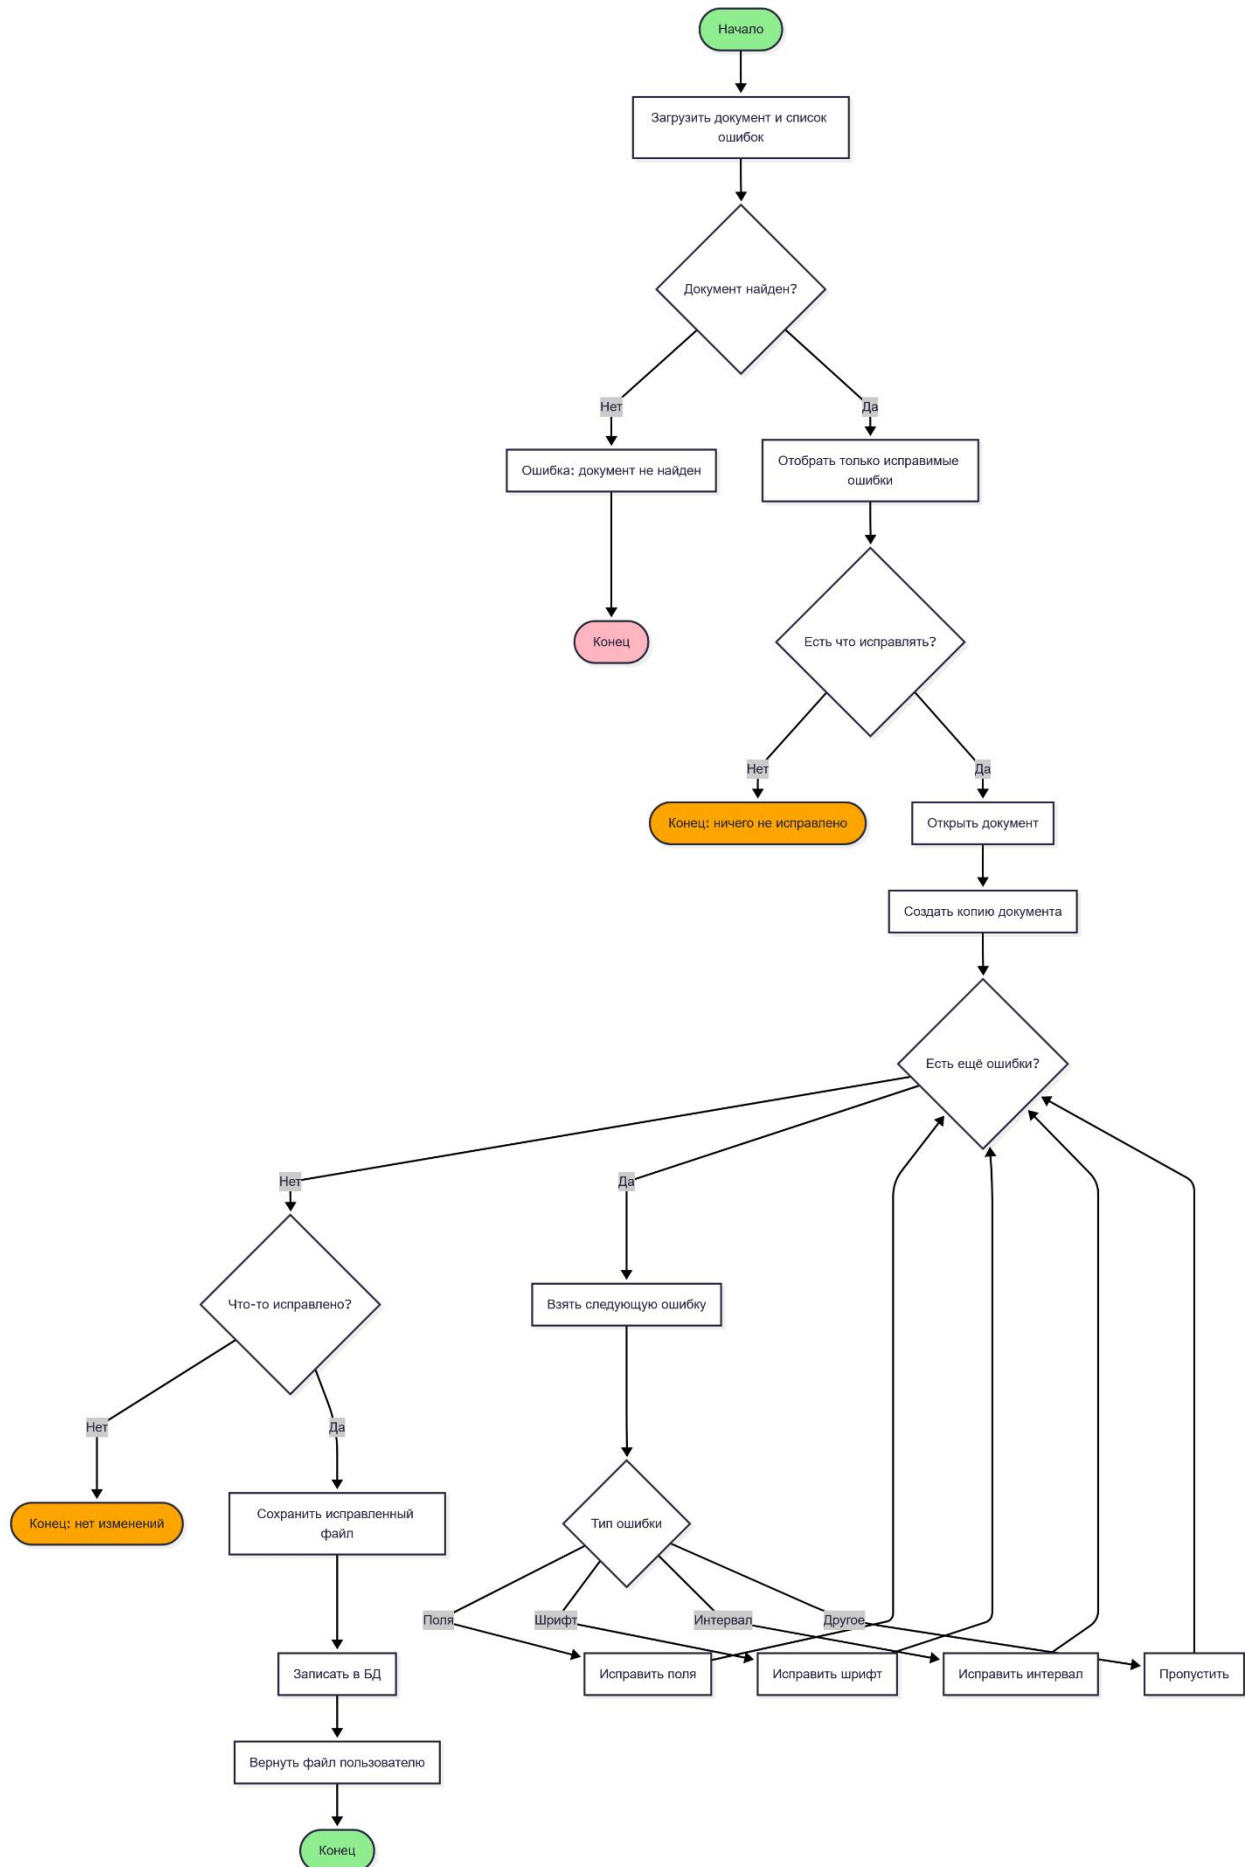 Начало
Загрузить документ и список
ошибок
Документ найден?
Нет
Да
Ошибка: документ не найден
Отобрать только исправимые
ошибки
Конец
Есть что исправлять?
Нет
Да
Конец: ничего не исправлено
Открыть документ
Создать копию документа
Есть ещё ошибки?
Нет
Да
Что-то исправлено?
Взять следующую ошибку
Нет
Да
Конец: нет изменений
Сохранить исправленный
файл
Тип ошибки
Поля
Шрифт
Интервал
Другое
Записать в БД
Исправить поля
Исправить шрифт
Исправить интервал
Пропустить
Вернуть файл пользователю
Конец